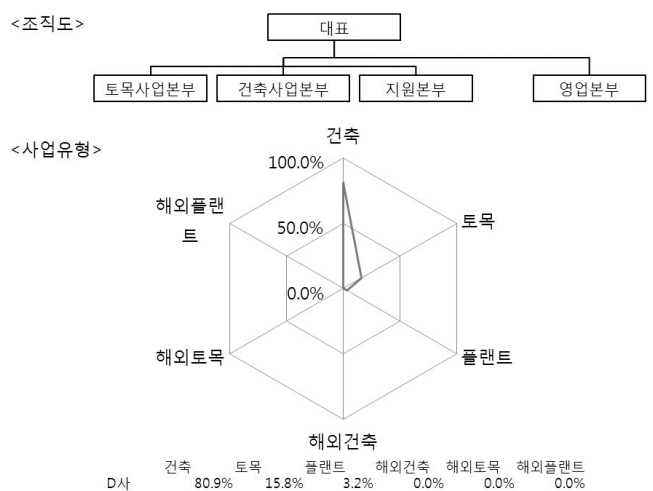 <조직도>
대표
토목사업본부 건축사업본부 지원본부 영업본부
<사업유형>
건축
100.0%
해외플랜
트
토목
50.0%
0.0%
해외토목
플랜트
해외건축
건축 토목 플랜트 해외건축 해외토목 해외플랜트
D사 80.9% 15.8% 3.2% 0.0% 0.0% 0.0%